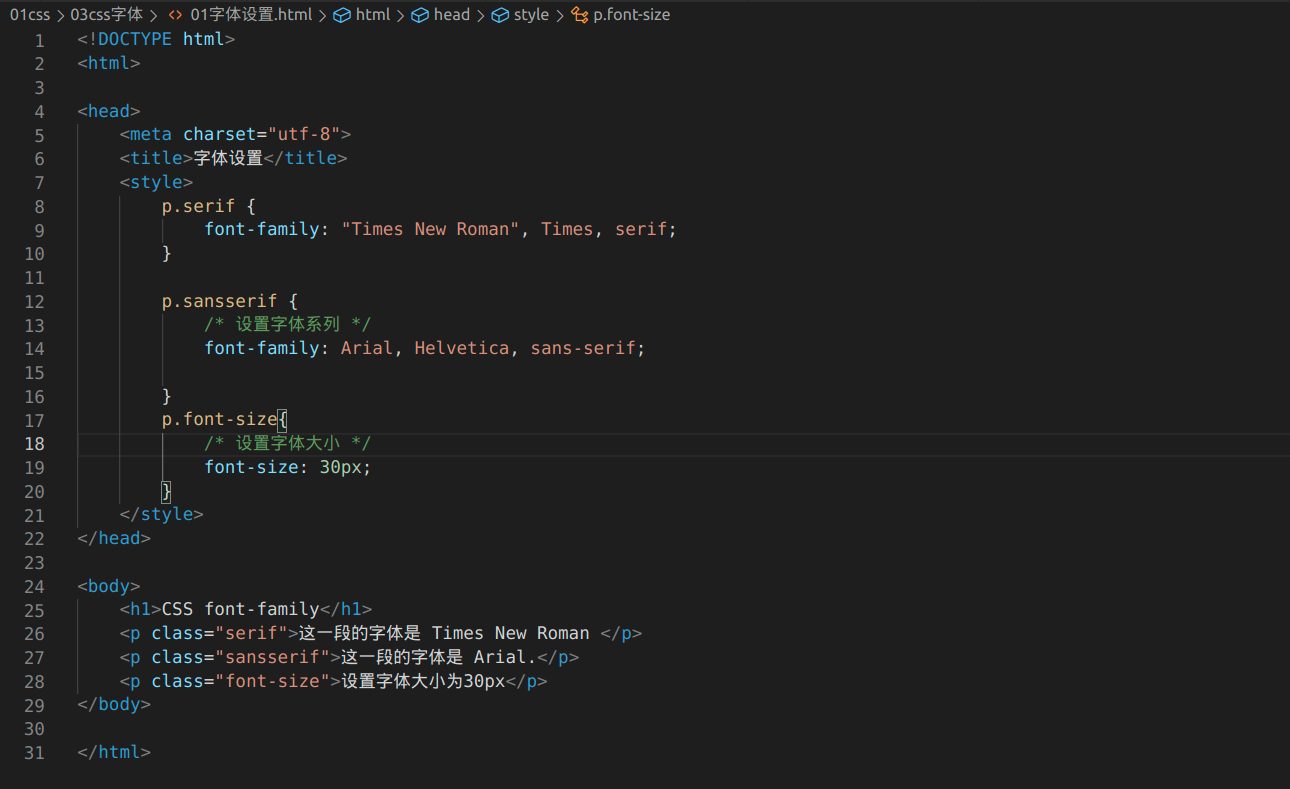 01css > 03css字体 > <> 01字体设置.html > html > head > style > p.font-size
1 <!DOCTYPE html>
2 <html>
3
4 <head>
5 <meta charset="utf-8">
6 <title>字体设置</title>
7 <style>
8 p.serif {
9 font-family: "Times New Roman", Times, serif;
10 }
11
12 p.sansserif {
13 /* 设置字体系列 */
14 font-family: Arial, Helvetica, sans-serif;
15
16 }
17 p.font-size{
18 /* 设置字体大小 */
19 font-size: 30px;
20 }
21 </style>
22 </head>
23
24 <body>
25 <h1>CSS font-family</h1>
26 <p class="serif">这一段的字体是 Times New Roman </p>
27 <p class="sansserif">这一段的字体是 Arial.</p>
28 <p class="font-size">设置字体大小为30px</p>
29 </body>
30
31 </html>